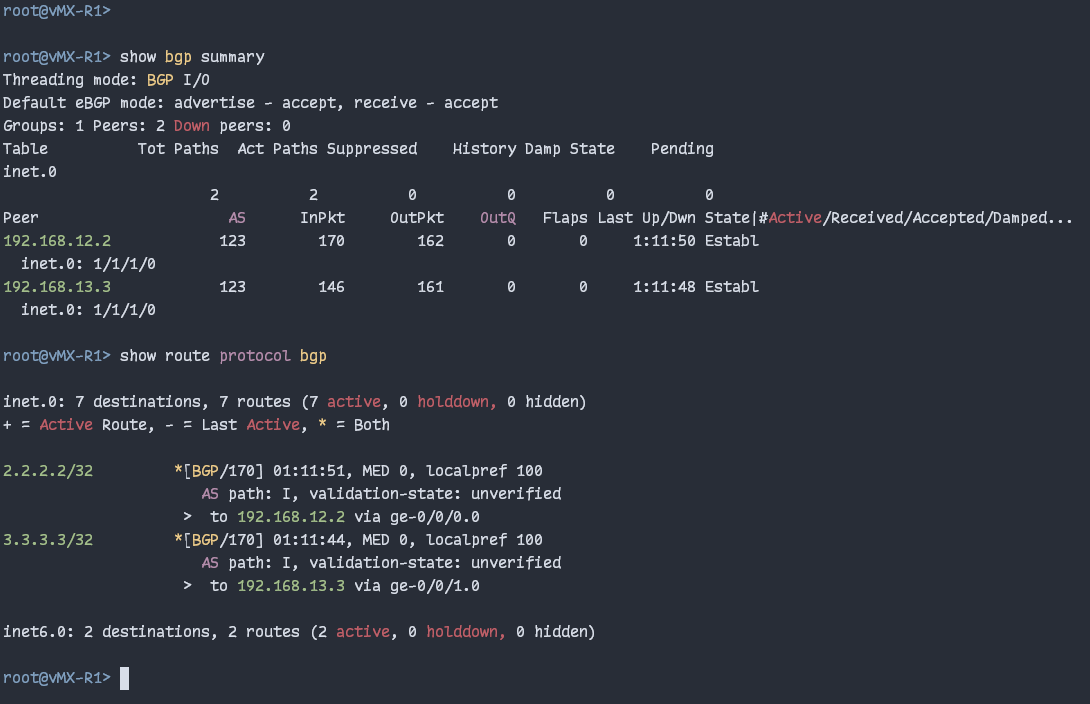 root@vMX-R1>
root@vMX-R1> show bgp summary
Threading mode: BGP I/O
Default eBGP mode: advertise - accept, receive - accept
Groups: 1 Peers: 2 Down peers: 0
Table          Tot Paths  Act Paths Suppressed    History Damp State    Pending
inet.0
                       2          2          0          0          0          0
Peer                     AS      InPkt     OutPkt    OutQ   Flaps Last Up/Dwn State|#Active/Received/Accepted/Damped...
192.168.12.2            123        170        162       0       0     1:11:50 Establ
  inet.0: 1/1/1/0
192.168.13.3            123        146        161       0       0     1:11:48 Establ
  inet.0: 1/1/1/0
root@vMX-R1> show route protocol bgp
inet.0: 7 destinations, 7 routes (7 active, 0 holddown, 0 hidden)
+ = Active Route, - = Last Active, * = Both
2.2.2.2/32         *[BGP/170] 01:11:51, MED 0, localpref 100
                      AS path: I, validation-state: unverified
                    >  to 192.168.12.2 via ge-0/0/0.0
3.3.3.3/32         *[BGP/170] 01:11:44, MED 0, localpref 100
                      AS path: I, validation-state: unverified
                    >  to 192.168.13.3 via ge-0/0/1.0
inet6.0: 2 destinations, 2 routes (2 active, 0 holddown, 0 hidden)
root@vMX-R1>